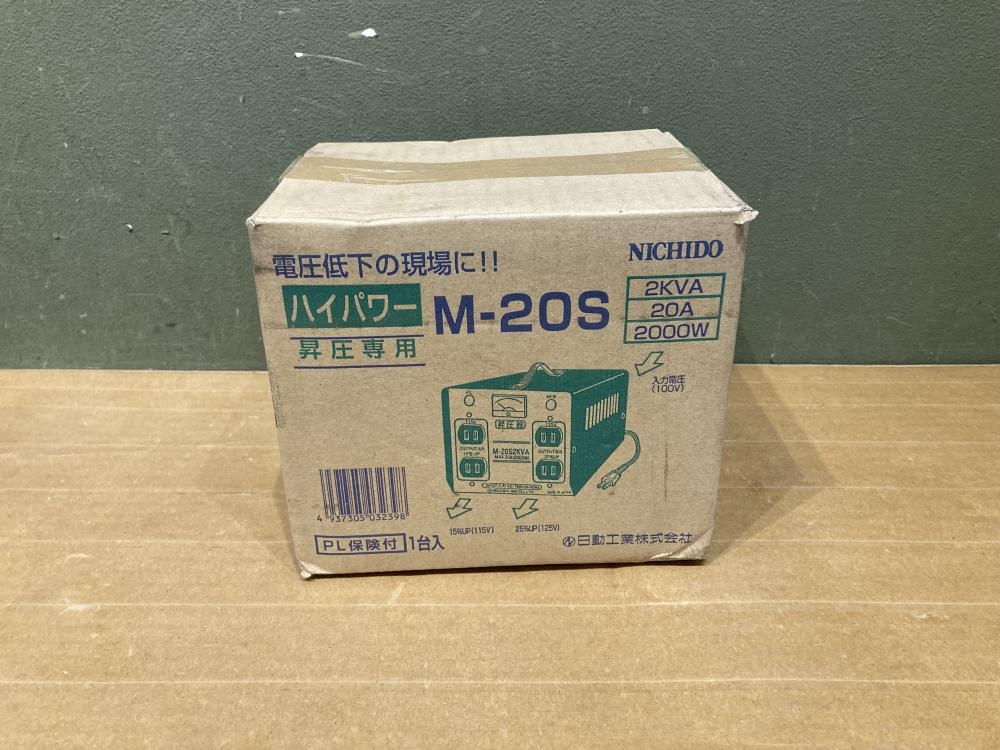 電圧低下の現場に!!
NICHIDO
ハイパワー
昇圧専用
M-20S
2KVA
20A
2000W
入力電圧
(100V)
昇圧器
M-20S2KVA
4 937305 032398
15%UP(115V)
25%UP(125V)
PL保険付 1台入
日動工業株式会社